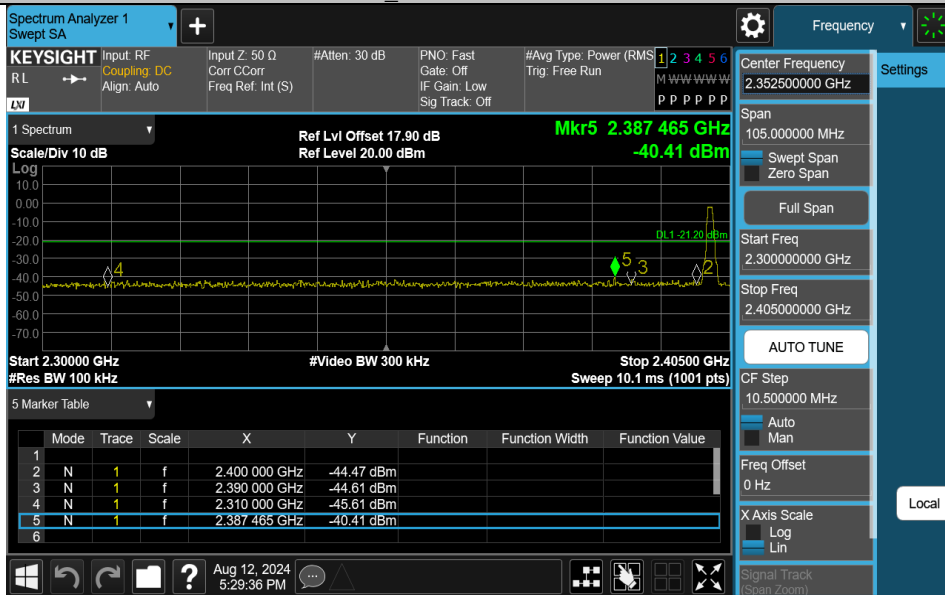 Spectrum Analyzer 1
Swept SA
+
Frequency
KEYSIGHT
RL
LXI
Input: RF
Coupling: DC
Align: Auto
Input Z: 50 Ω
Corr CCorr
Freq Ref: Int (S)
#Atten: 30 dB
PNO: Fast
Gate: Off
IF Gain: Low
Sig Track: Off
#Avg Type: Power (RMS
Trig: Free Run
1 2 3 4 5 6
M W W W W W
P P P P P P
1 Spectrum
Scale/Div 10 dB
Ref Lvl Offset 17.90 dB
Ref Level 20.00 dBm
Mkr5 2.387 465 GHz
-40.41 dBm
Log
10.0
0.00
-10.0
-20.0
-30.0
-40.0
-50.0
-60.0
-70.0
DL1 -21.20 dBm
4
5
3
2
Start 2.30000 GHz
#Video BW 300 kHz
Stop 2.40500 GHz
#Res BW 100 kHz
Sweep 10.1 ms (1001 pts)
5 Marker Table
Mode Trace Scale X Y Function Function Width Function Value
1
2 N 1 f 2.400 000 GHz -44.47 dBm
3 N 1 f 2.390 000 GHz -44.61 dBm
4 N 1 f 2.310 000 GHz -45.61 dBm
5 N 1 f 2.387 465 GHz -40.41 dBm
6
?
Aug 12, 2024
5:29:36 PM
Center Frequency
2.352500000 GHz
Span
105.000000 MHz
Swept Span
Zero Span
Full Span
Start Freq
2.300000000 GHz
Stop Freq
2.405000000 GHz
AUTO TUNE
CF Step
10.500000 MHz
Auto
Man
Freq Offset
0 Hz
X Axis Scale
Log
Lin
Signal Track
(Span Zoom)
Settings
Local